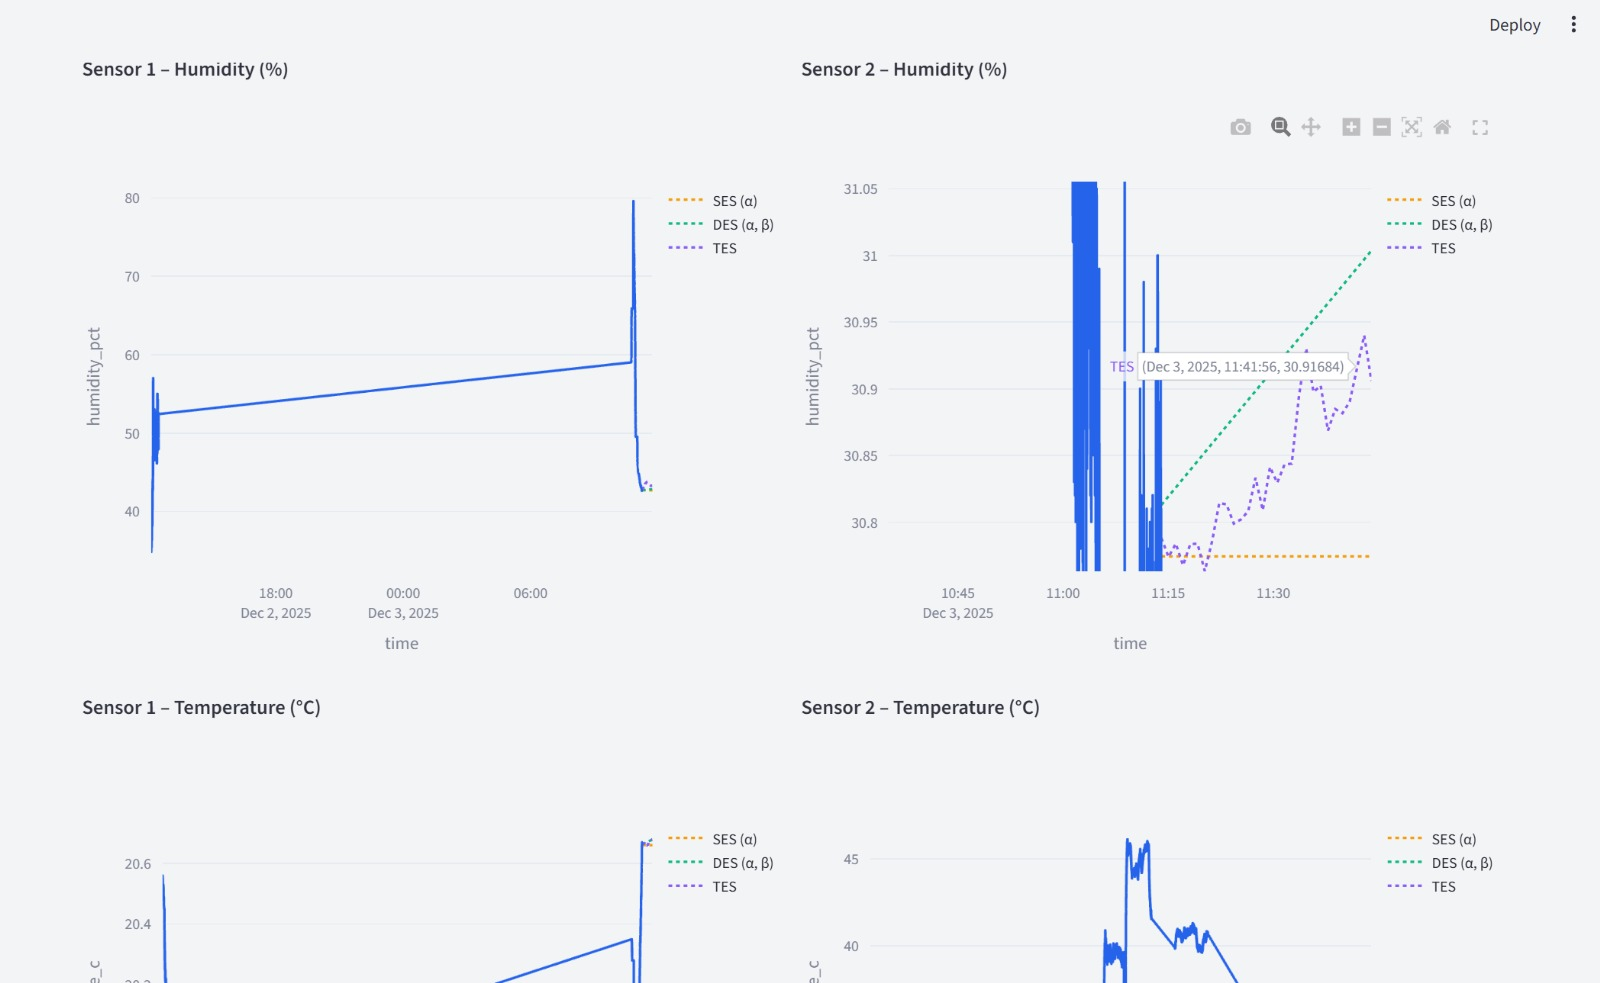 Deploy
Sensor 1 – Humidity (%)
Sensor 2 – Humidity (%)
80
70
60
50
40
humidity_pct
18:00
Dec 2, 2025
00:00
Dec 3, 2025
06:00
time
SES (α)
DES (α, β)
TES
31.05
31
30.95
30.9
30.85
30.8
humidity_pct
TES (Dec 3, 2025, 11:41:56, 30.91684)
10:45
Dec 3, 2025
11:00
11:15
11:30
time
SES (α)
DES (α, β)
TES
Sensor 1 – Temperature (°C)
Sensor 2 – Temperature (°C)
20.6
20.4
e_c
SES (α)
DES (α, β)
TES
45
40
e_c
SES (α)
DES (α, β)
TES